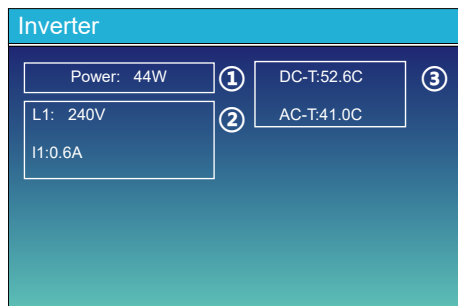 Inverter
Power: 44W
①
L1: 240V
I1:0.6A
②
DC-T:52.6C
AC-T:41.0C
③